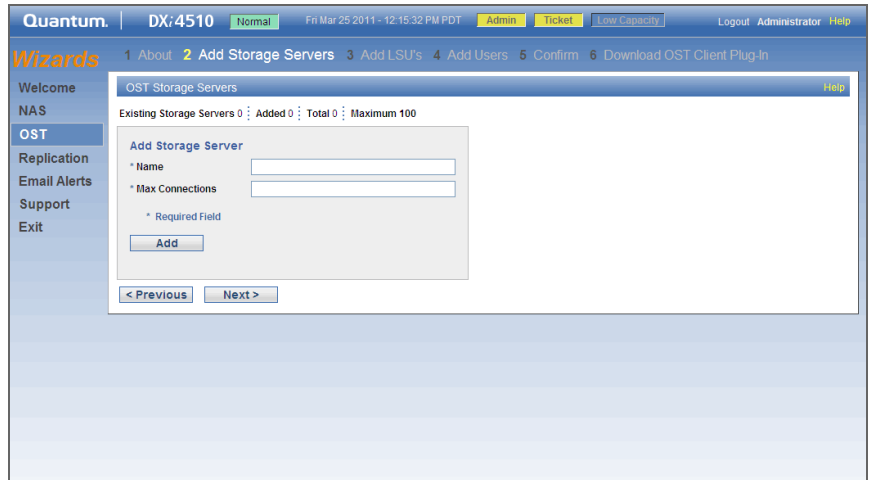 Quantum. DXi4510 Normal Fri Mar 25 2011 - 12:15:32 PM PDT Admin Ticket Low Capacity Logout Administrator Help
Wizards 1 About 2 Add Storage Servers 3 Add LSU's 4 Add Users 5 Confirm 6 Download OST Client Plug-In
Welcome
NAS
OST
Replication
Email Alerts
Support
Exit
OST Storage Servers Help
Existing Storage Servers 0 Added 0 Total 0 Maximum 100
Add Storage Server
* Name
* Max Connections
* Required Field
Add
< Previous Next >